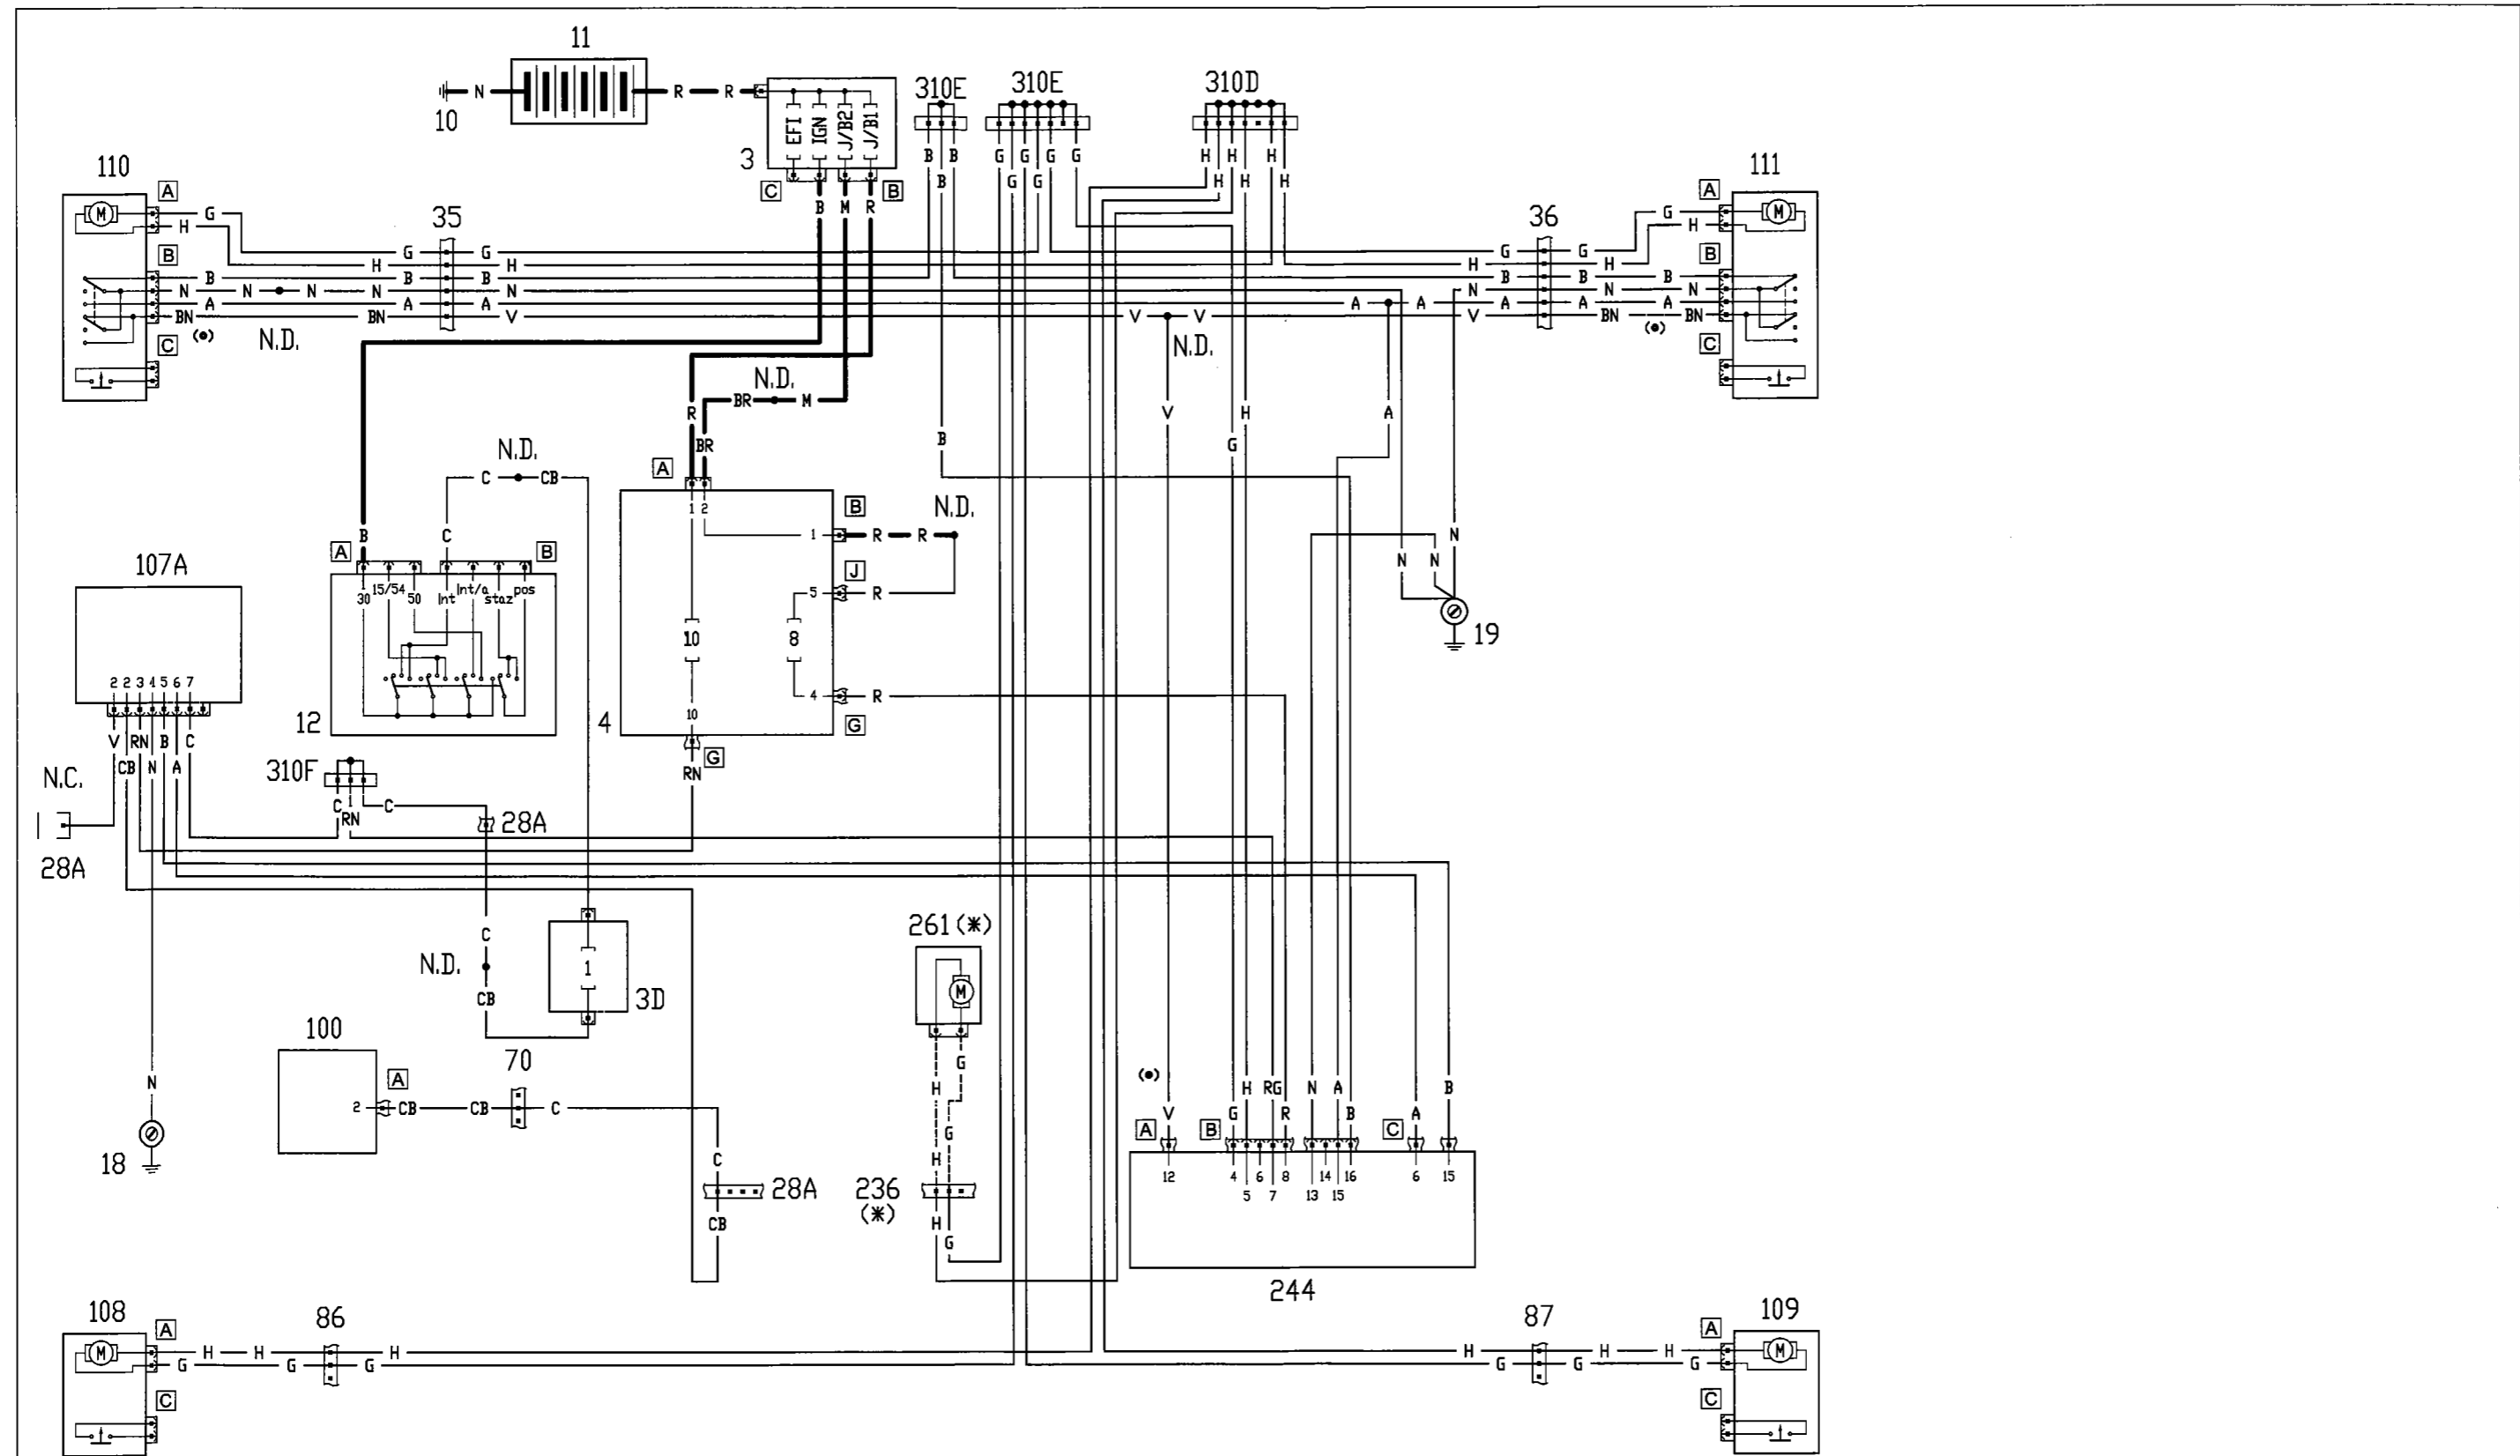 11
310E
310E
310D
N
R
R
10
EFI
IGN
J/B2
J/B1
3
C
B
B
B
B
G
G
G
G
G
H
H
H
H
H
H
110
111
A
A
M
M
G
H
35
B
M
R
36
G
H
B
G
G
G
G
B
H
H
H
H
B
B
B
B
B
B
N
N
N
N
N
N
N
N
A
A
A
A
A
A
A
A
BN
BN
V
V
V
V
BN
BN
(•)
N.D.
N.D.
(•)
C
C
N.D.
R
BR
M
V
H
A
BR
B
G
N.D.
C
CB
A
1 2
B
N.D.
B
C
1
R
R
N
A
B
J
N
N
107A
30
15/54
50
Int
Int/a
staz
pos
5
R
10
8
19
2 2 3 4 5 6 7
12
4
10
4
R
G
G
V
RN
B
C
CB
N
A
RN
N.C.
310F
C
1
C
RN
28A
28A
261(*)
C
N.D.
CB
1
3D
M
100
70
G
(•)
H
H
RG
N
A
B
N
A
2
CB
CB
C
V
G
R
B
A
A
B
C
G
18
C
H
12
4
6
8
14
16
6
15
5
7
13
15
28A
236
(*)
CB
H
G
244
108
86
87
109
A
A
M
H
H
H
H
H
H
M
G
G
G
G
G
G
C
C